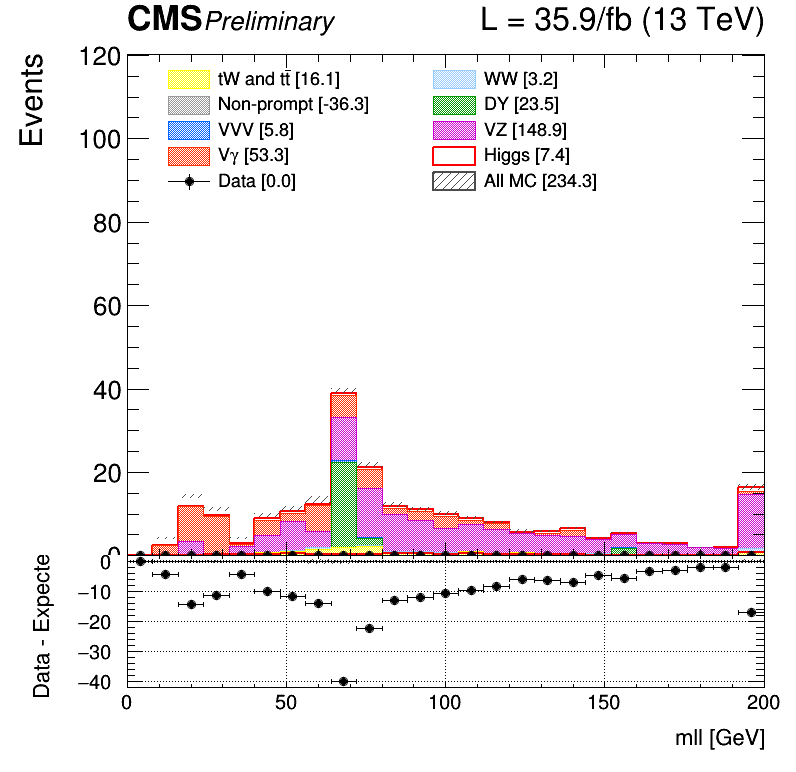 CMS Preliminary L = 35.9/fb (13 TeV)
Events
120
100
80
60
40
20
0
tW and tt̄ [16.1]
Non-prompt [-36.3]
VVV [5.8]
Vγ [53.3]
Data [0.0]
WW [3.2]
DY [23.5]
VZ [148.9]
Higgs [7.4]
All MC [234.3]
Data - Expecte
0
−10
−20
−30
−40
0 50 100 150 200
mll [GeV]